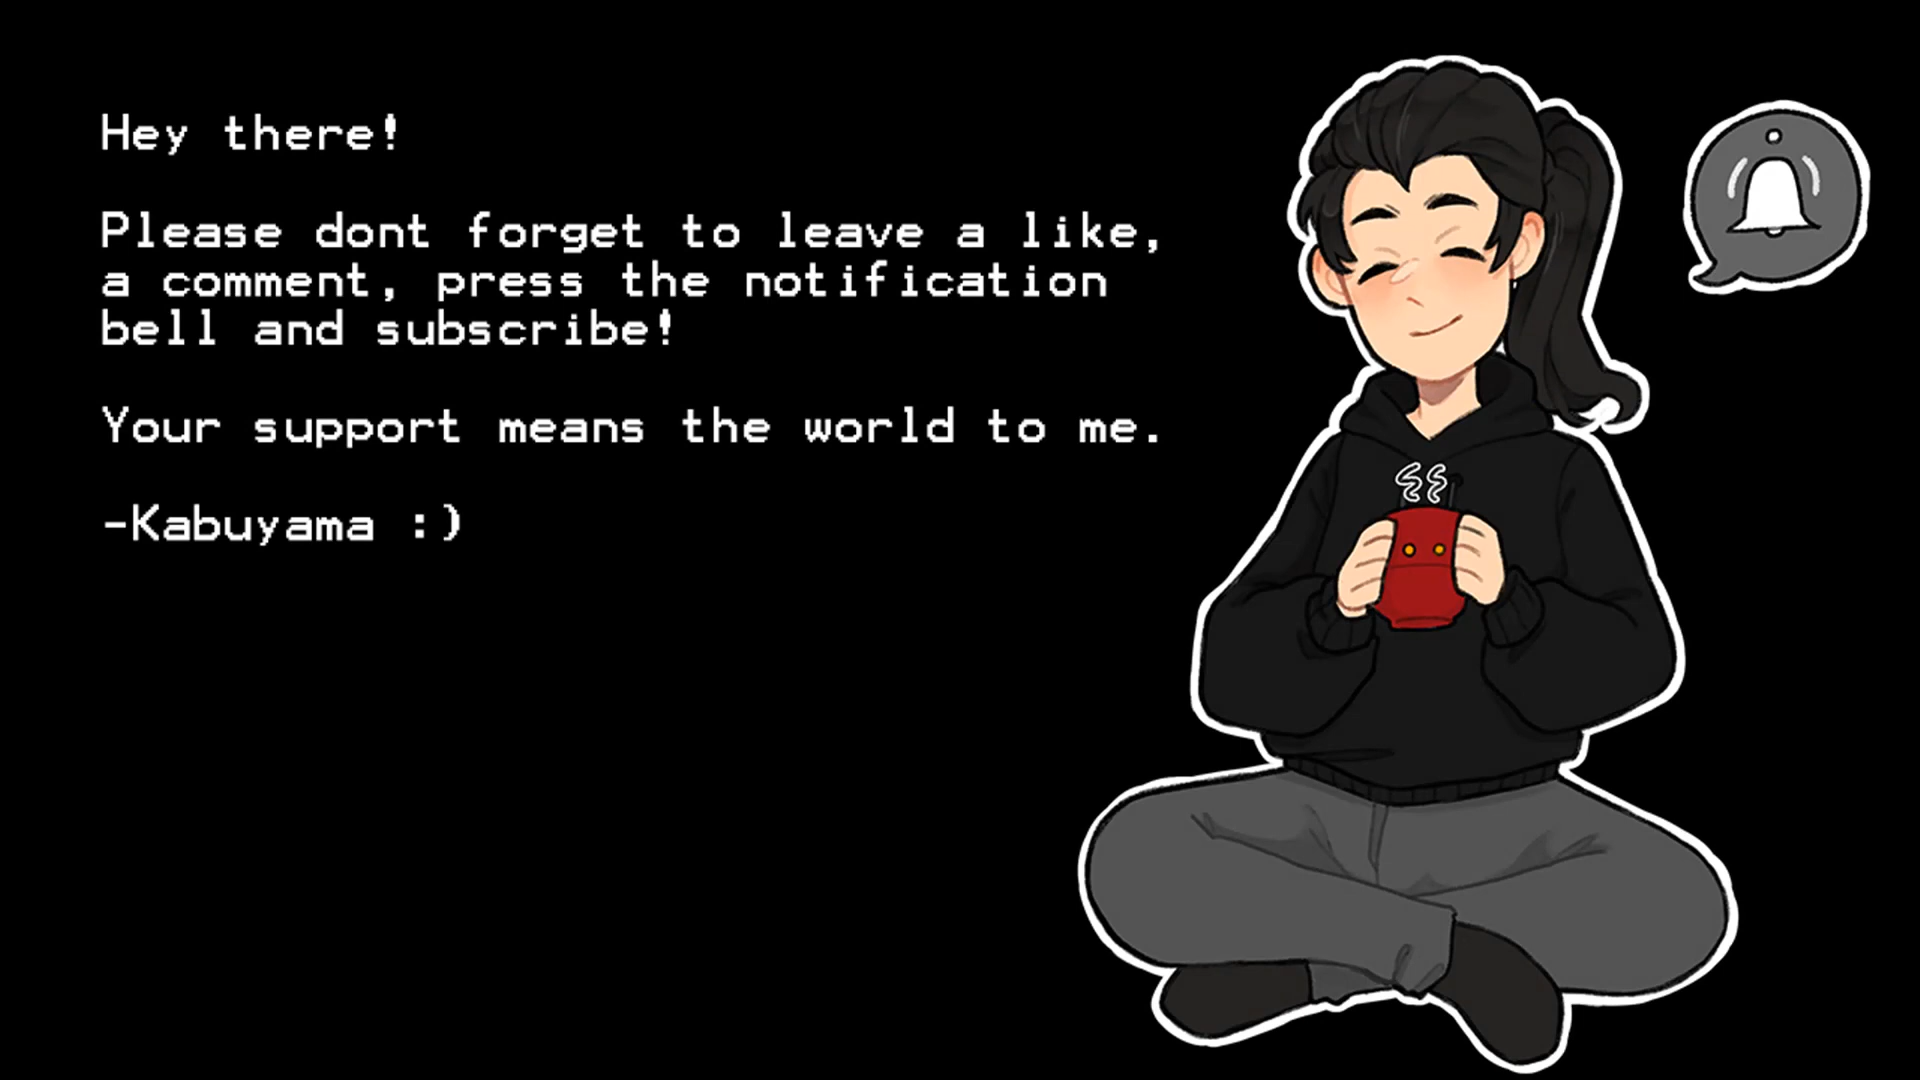 Hey there!
Please dont forget to leave a like,
a comment, press the notification
bell and subscribe!
Your support means the world to me.
-Kabuyama :)